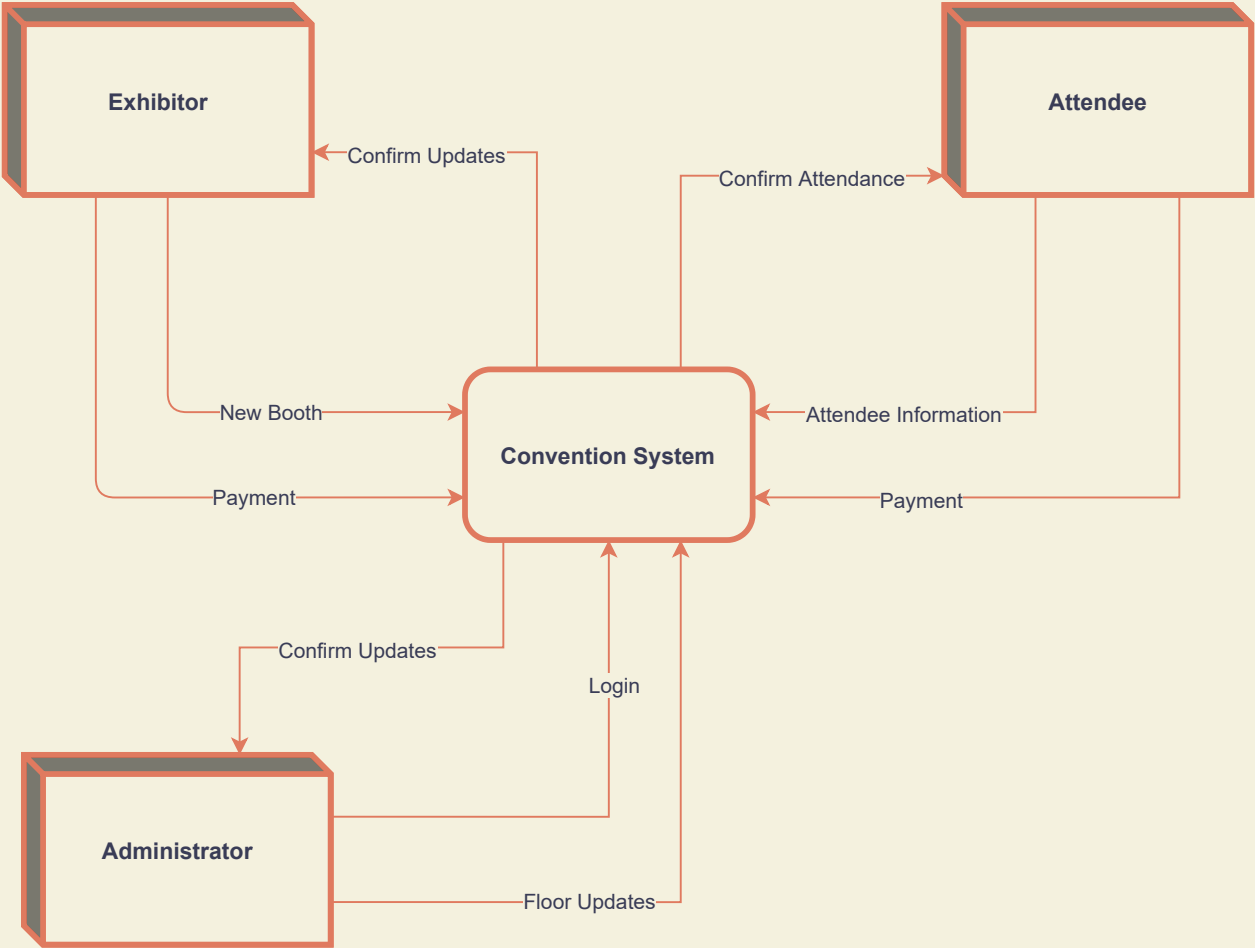 Exhibitor
Attendee
Confirm Updates
Confirm Attendance
New Booth
Attendee Information
Convention System
Payment
Payment
Confirm Updates
Login
Administrator
Floor Updates